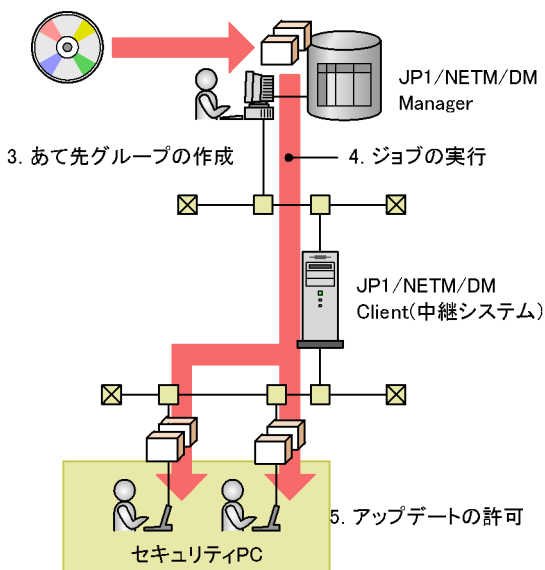 JP1/NETM/DM
Manager
3. あて先グループの作成
4. ジョブの実行
JP1/NETM/DM
Client(中継システム)
5. アップデートの許可
セキュリティPC